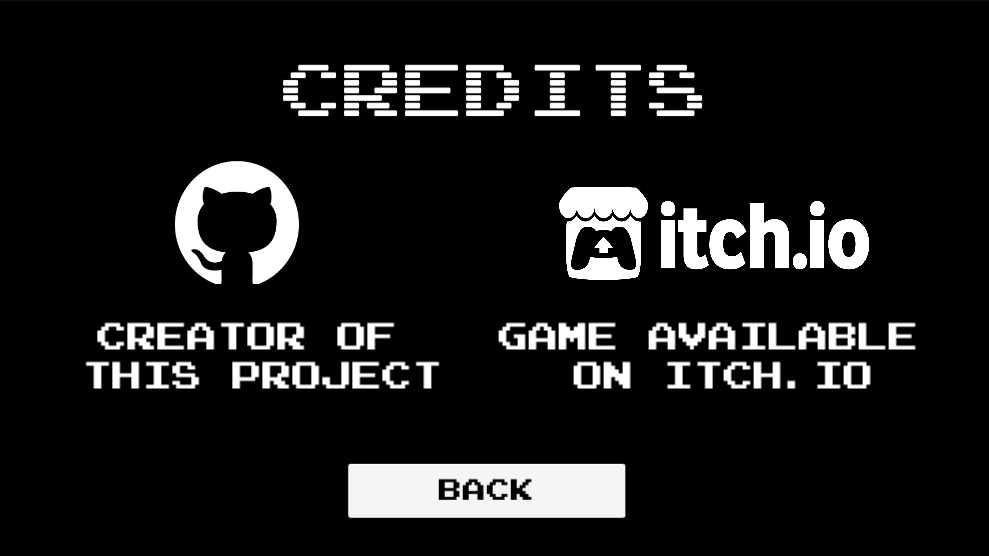 CREDITS
itch.io
CREATOR OF
THIS PROJECT
GAME AVAILABLE
ON ITCH.IO
BACK